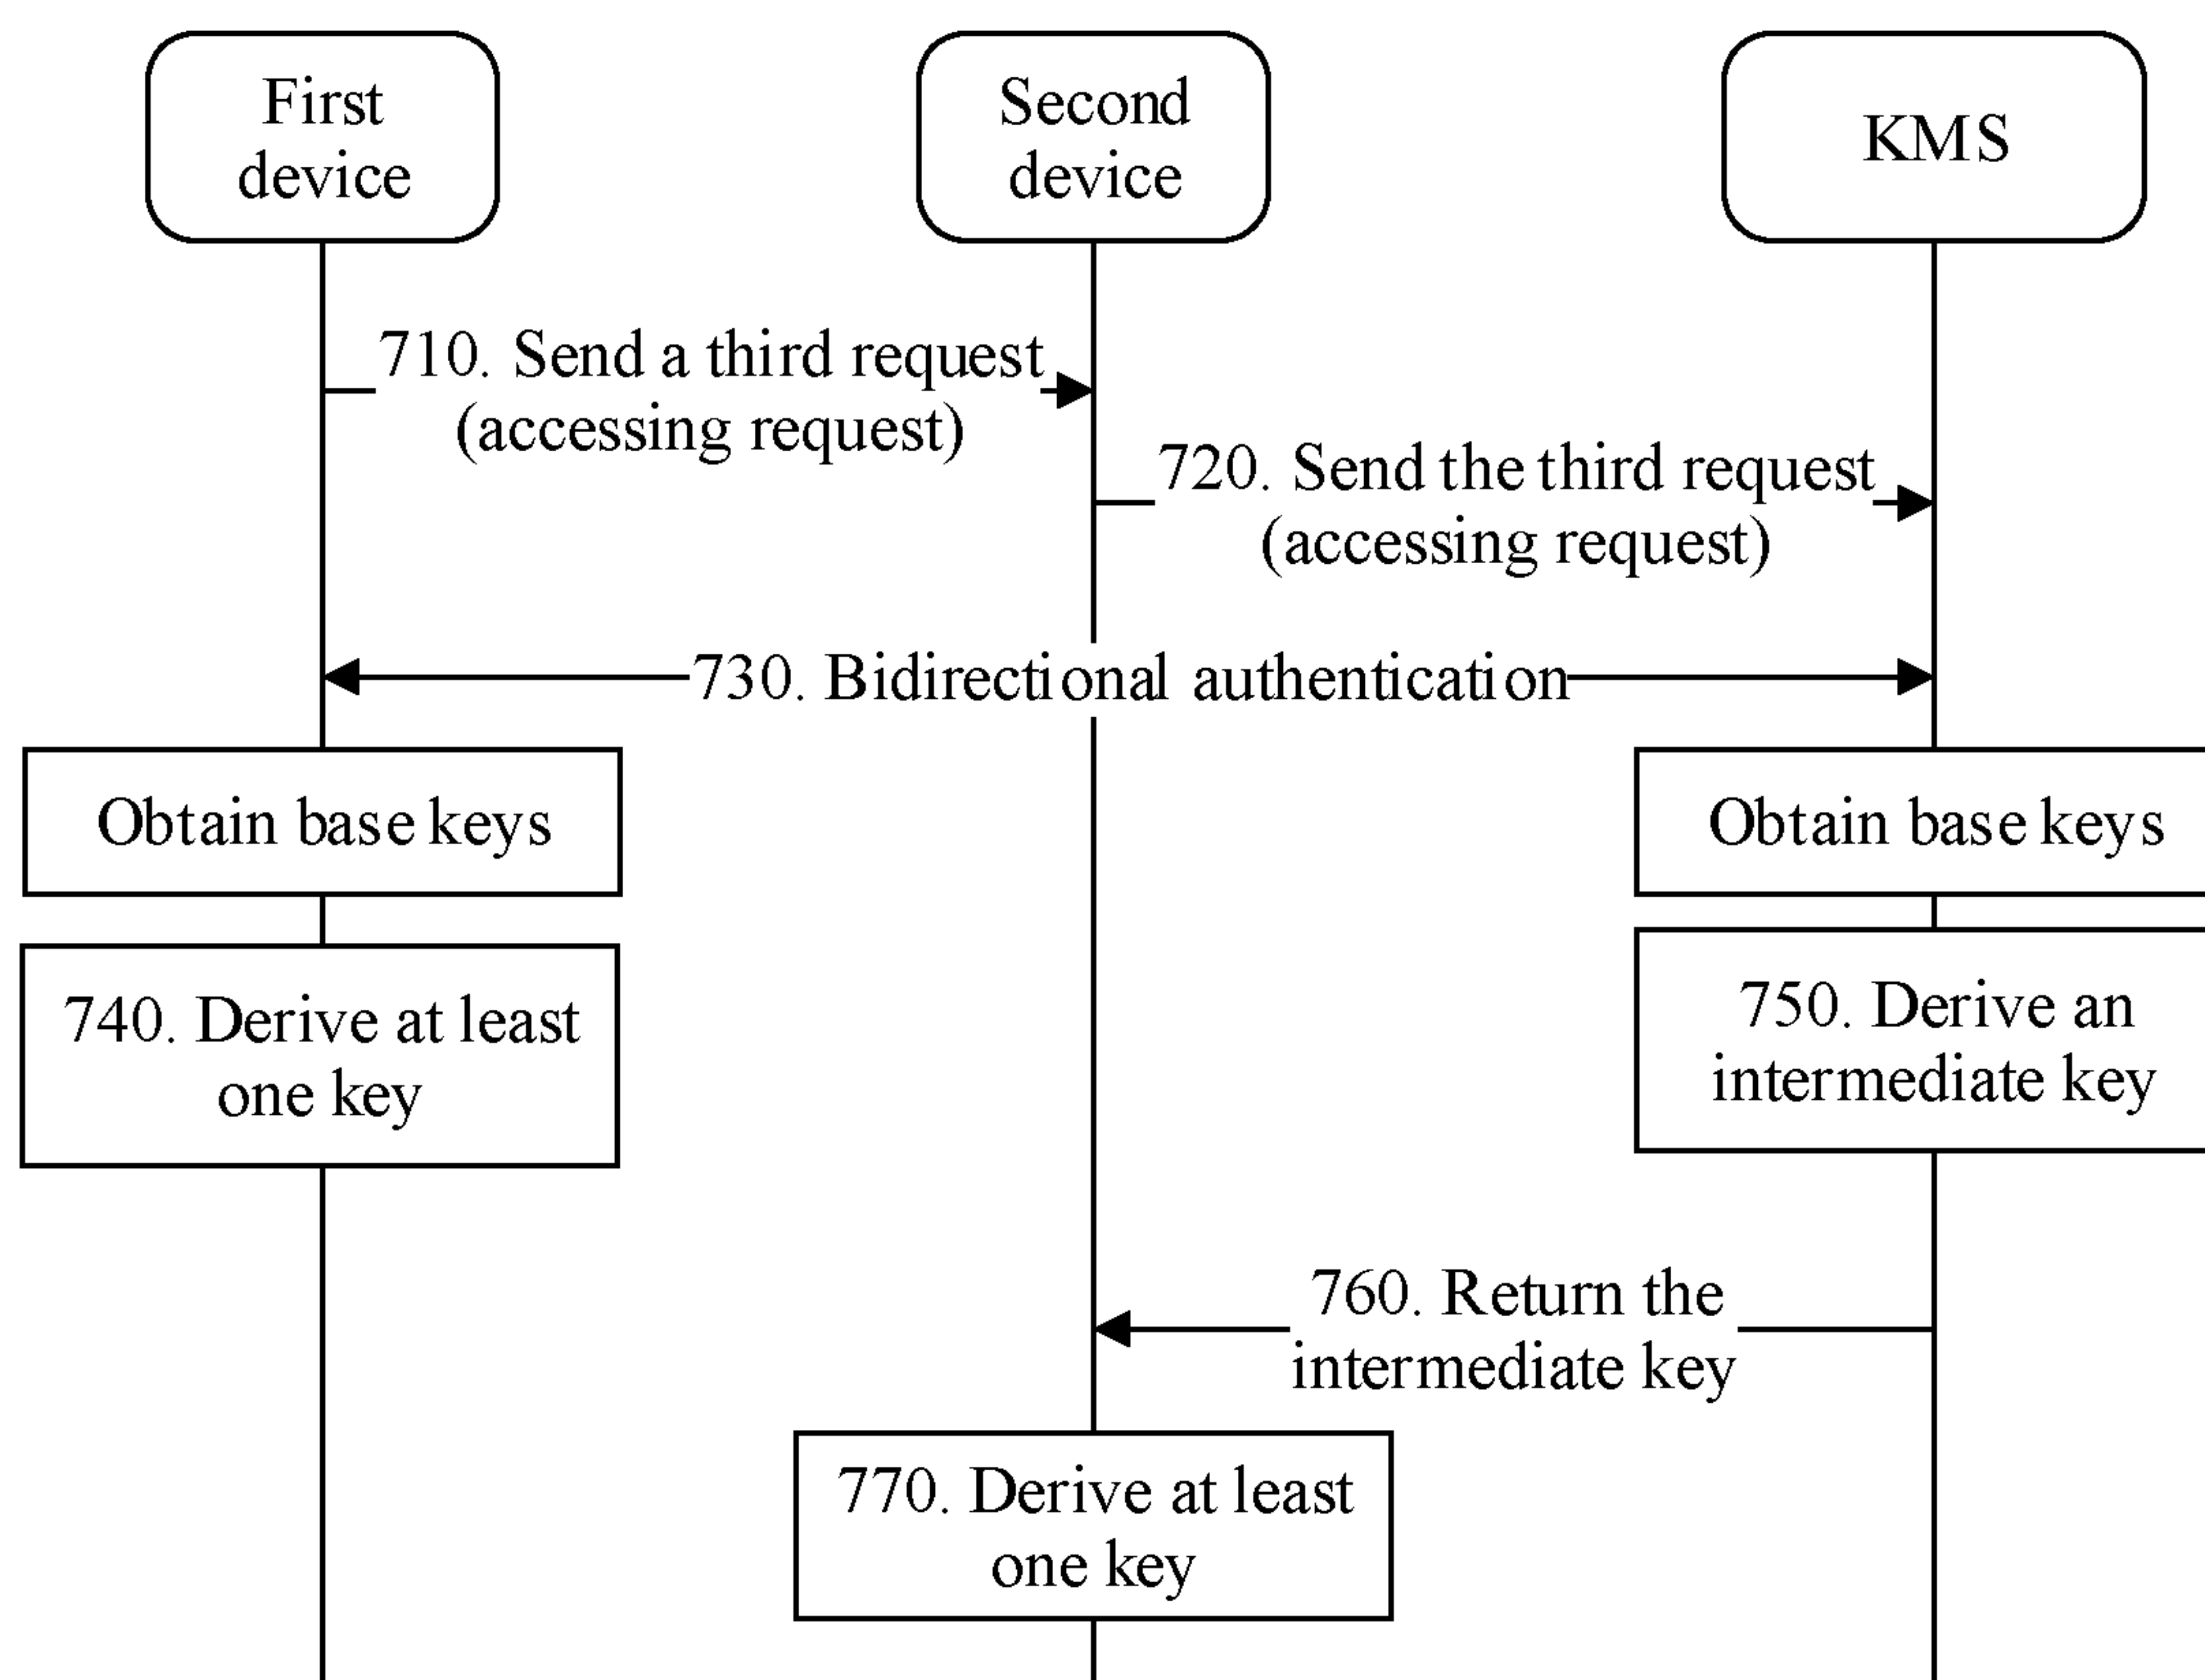 First
device
Second
device
KMS
710. Send a third request
(accessing request)
720. Send the third request
(accessing request)
730. Bidirectional authentication
Obtain base keys
Obtain base keys
740. Derive at least
one key
750. Derive an
intermediate key
760. Return the
intermediate key
770. Derive at least
one key